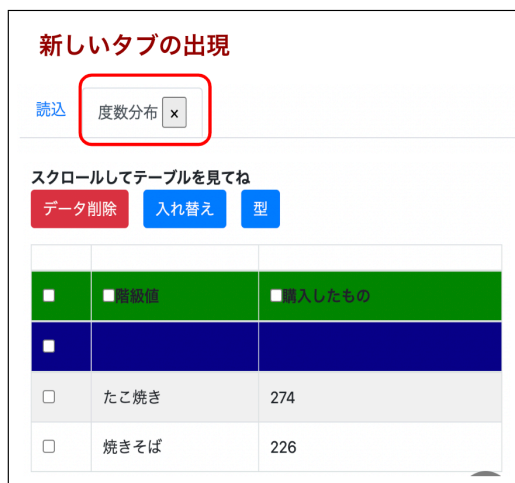 新しいタブの出現
読込 度数分布 x
スクロールしてテーブルを見てね
データ削除 入れ替え 型
階級値 購入したもの
たこ焼き 274
焼きそば 226